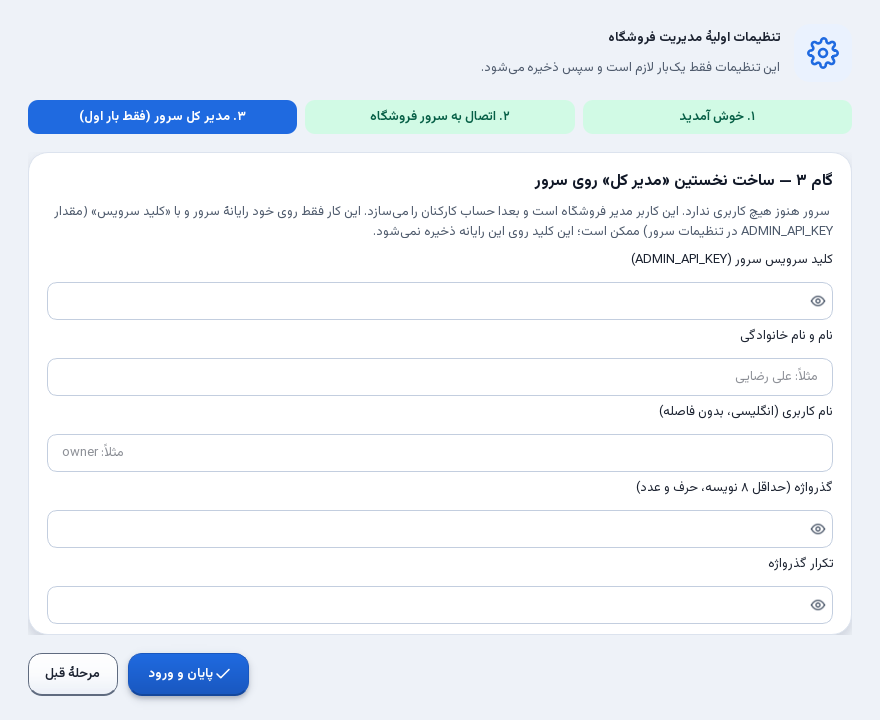 تنظیمات اولیهٔ مدیریت فروشگاه
این تنظیمات فقط یک‌بار لازم است و سپس ذخیره می‌شود.
۱. خوش آمدید
۲. اتصال به سرور فروشگاه
۳. مدیر کل سرور (فقط بار اول)
گام ۳ — ساخت نخستین «مدیر کل» روی سرور
سرور هنوز هیچ کاربری ندارد. این کاربر مدیر فروشگاه است و بعدا حساب کارکنان را می‌سازد. این کار فقط روی خود رایانهٔ سرور و با «کلید سرویس» (مقدار
ADMIN_API_KEY در تنظیمات سرور) ممکن است؛ این کلید روی این رایانه ذخیره نمی‌شود.
کلید سرویس سرور (ADMIN_API_KEY)
نام و نام خانوادگی
مثلاً: علی رضایی
نام کاربری (انگلیسی، بدون فاصله)
مثلاً: owner
گذرواژه (حداقل ۸ نویسه، حرف و عدد)
تکرار گذرواژه
پایان و ورود
مرحلهٔ قبل